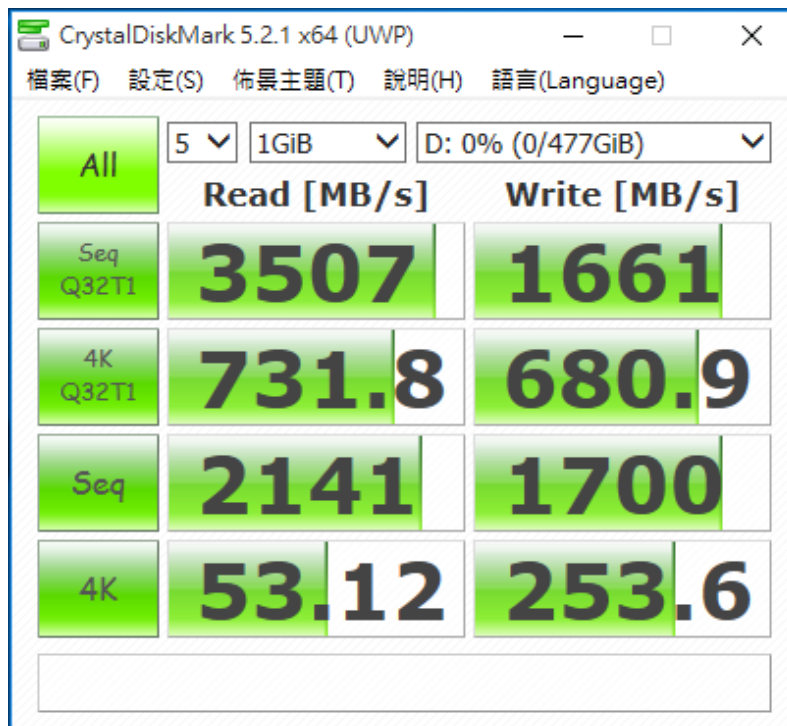 CrystalDiskMark 5.2.1 x64 (UWP)
檔案(F) 設定(S) 佈景主題(T) 說明(H) 語言(Language)
All 5 1GiB D: 0% (0/477GiB)
Read [MB/s] Write [MB/s]
Seq Q32T1 3507 1661
4K Q32T1 731.8 680.9
Seq 2141 1700
4K 53.12 253.6